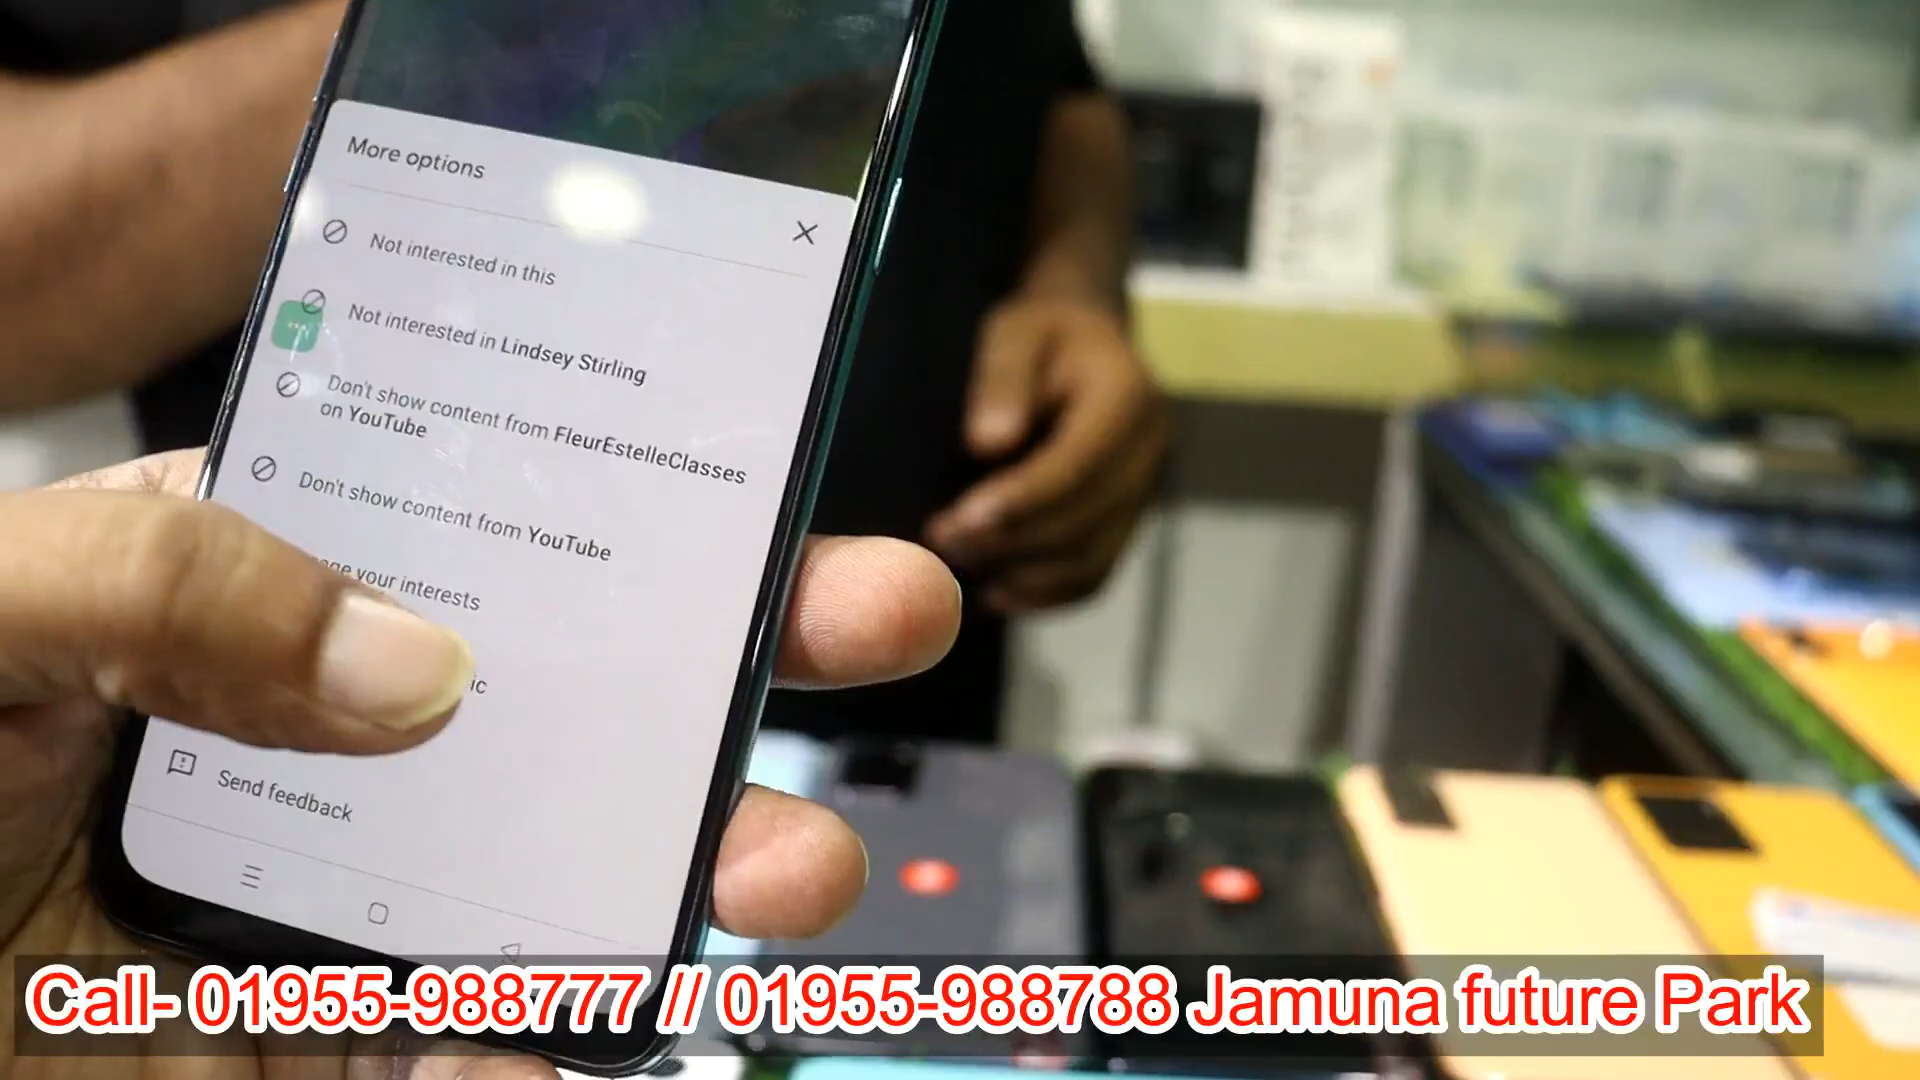 More options
Not interested in this
Not interested in Lindsey Stirling
Don't show content from FleurEstelleClasses
on YouTube
Don't show content from YouTube
your interests
Send feedback
Call- 01955-988777 // 01955-988788 Jamuna future Park